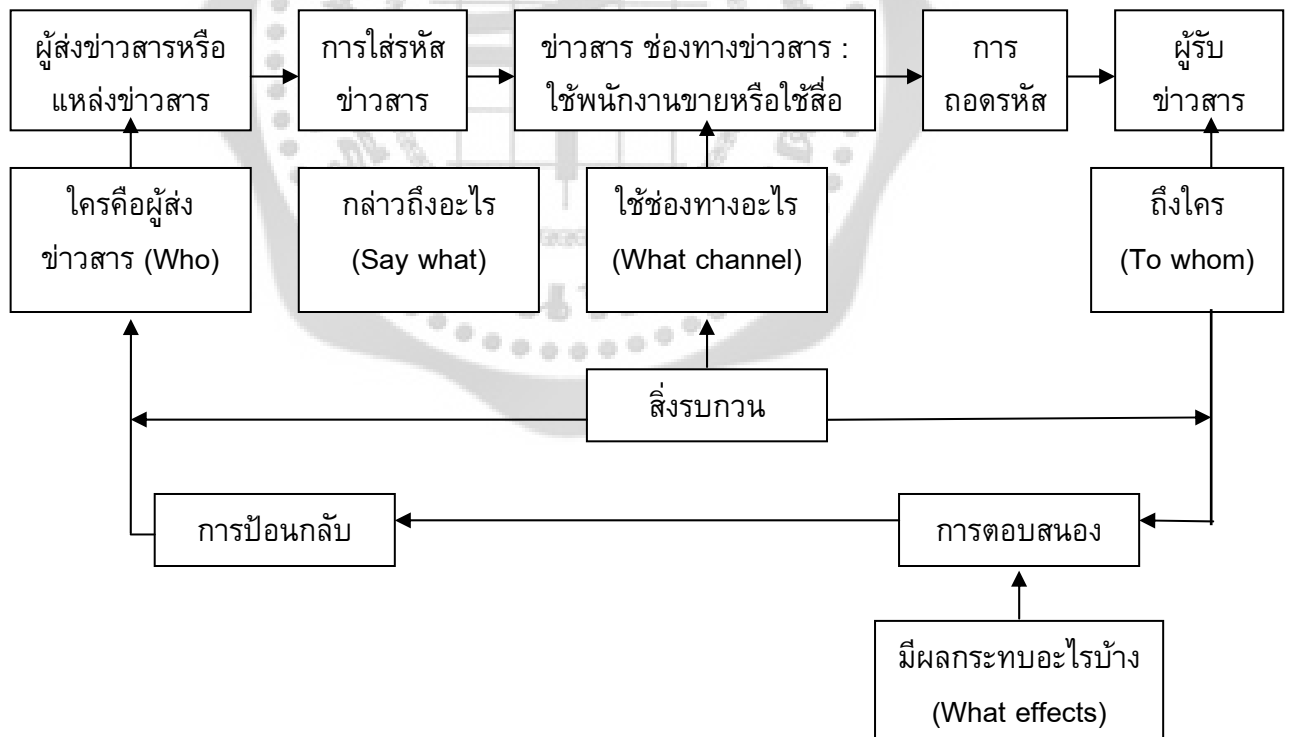 ผู้ส่งข่าวสารหรือ
แหล่งข่าวสาร
การใส่รหัส
ข่าวสาร
ข่าวสาร ช่องทางข่าวสาร :
ใช้พนักงานขายหรือใช้สื่อ
การ
ถอดรหัส
ผู้รับ
ข่าวสาร
ใครคือผู้ส่ง
ข่าวสาร (Who)
กล่าวถึงอะไร
(Say what)
ใช้ช่องทางอะไร
(What channel)
ถึงใคร
(To whom)
สิ่งรบกวน
การป้อนกลับ
การตอบสนอง
มีผลกระทบอะไรบ้าง
(What effects)